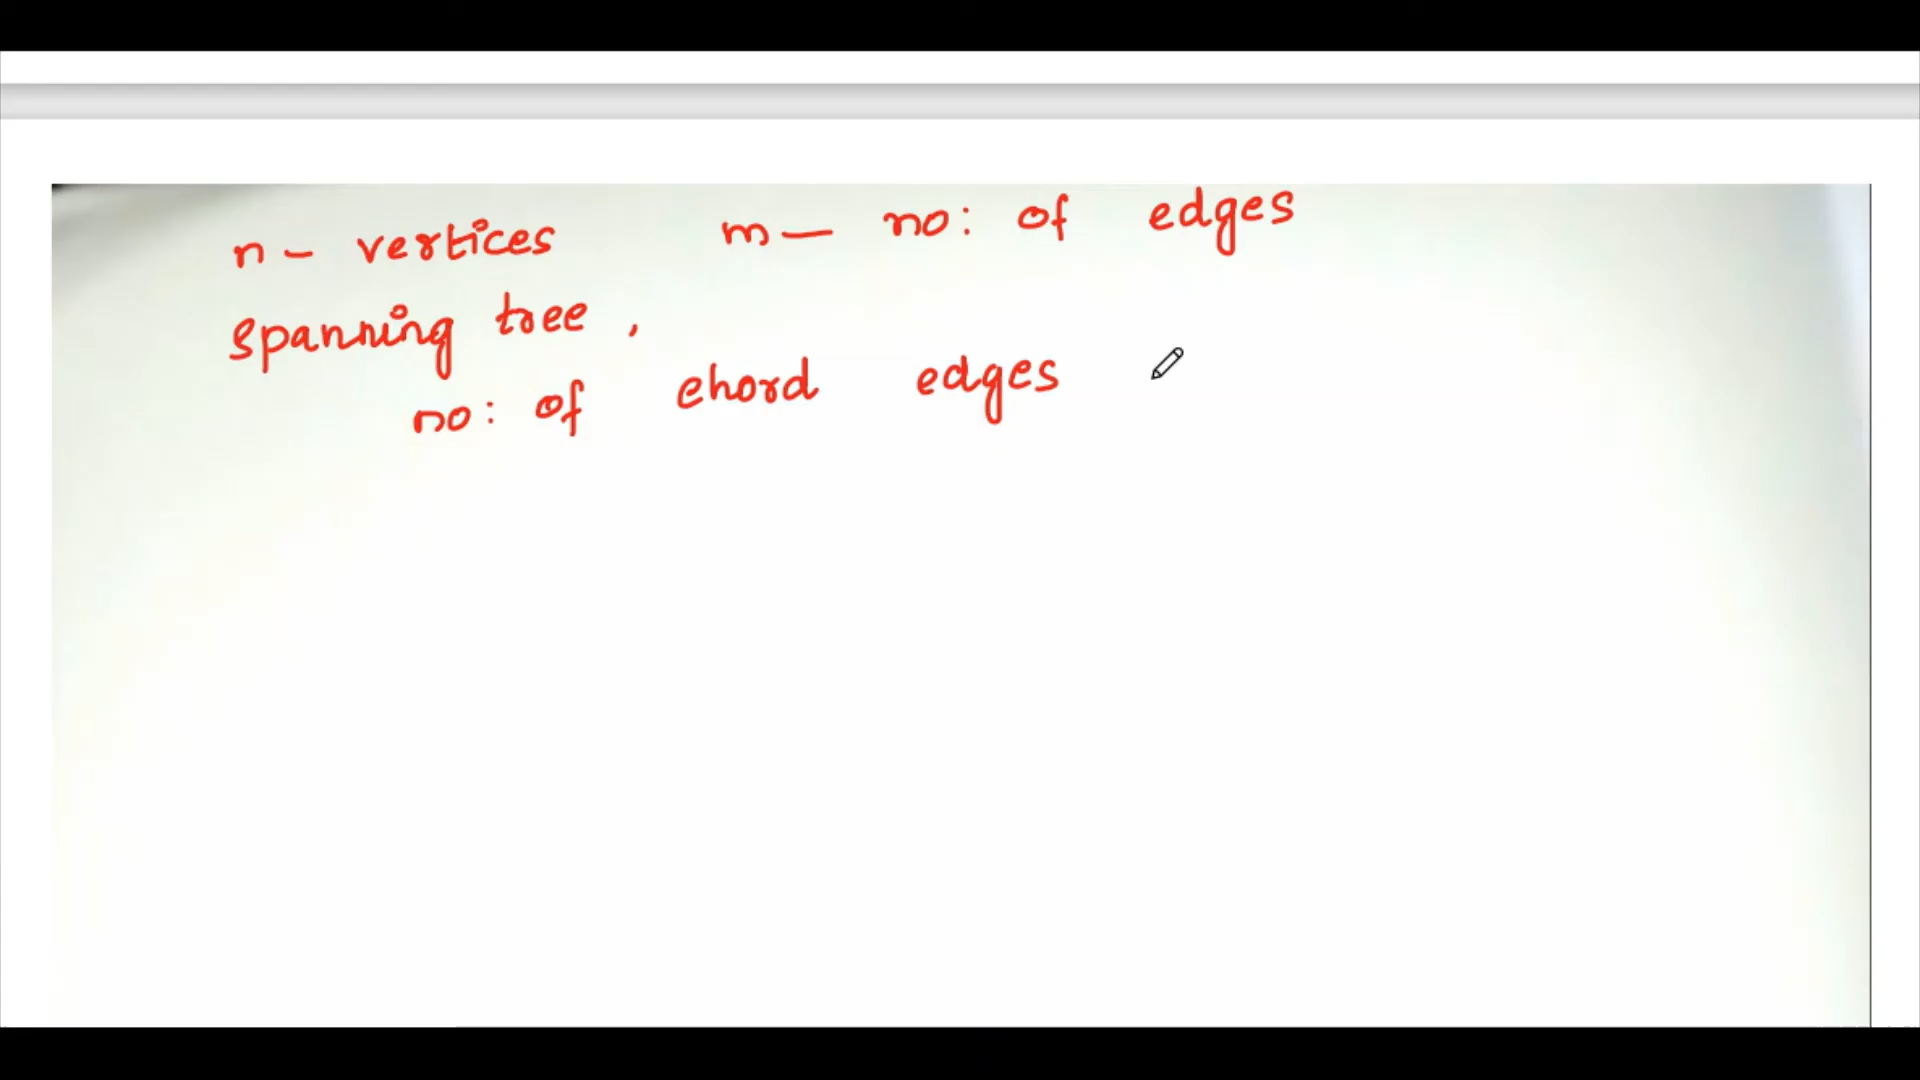 n - vertices m - no: of edges
spanning tree,
no: of chord edges